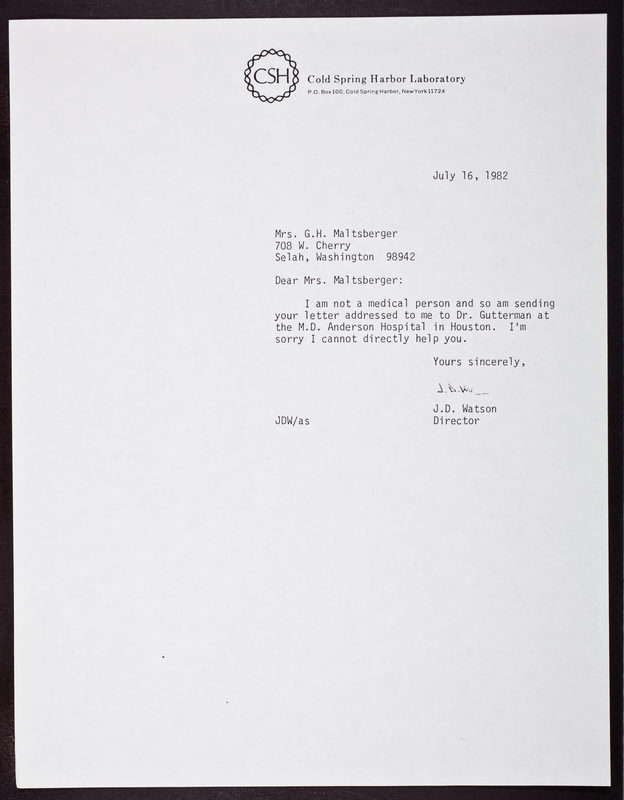 CSH
Cold Spring Harbor Laboratory
P.O. Box 100, Cold Spring Harbor, New York 11724
July 16, 1982
Mrs. G.H. Maltsberger
708 W. Cherry
Selah, Washington 98942
Dear Mrs. Maltsberger:
I am not a medical person and so am sending
your letter addressed to me to Dr. Gutterman at
the M.D. Anderson Hospital in Houston. I'm
sorry I cannot directly help you.
Yours sincerely,
J.D. Watson
JDW/as Director